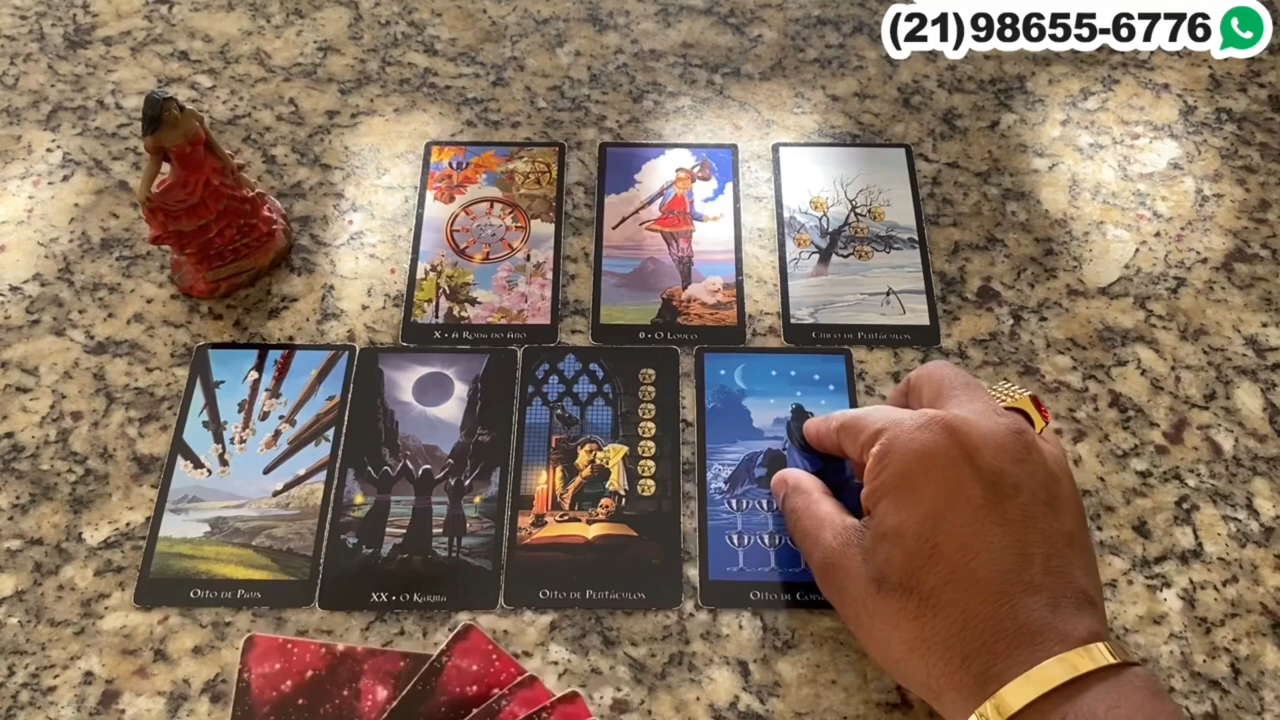 (21)98655-6776
X • A Roda do Ano
0 • O Louco
Cinco de Pentáculos
Oito de Paus
XX • O Karma
Oito de Pentáculos
Oito de